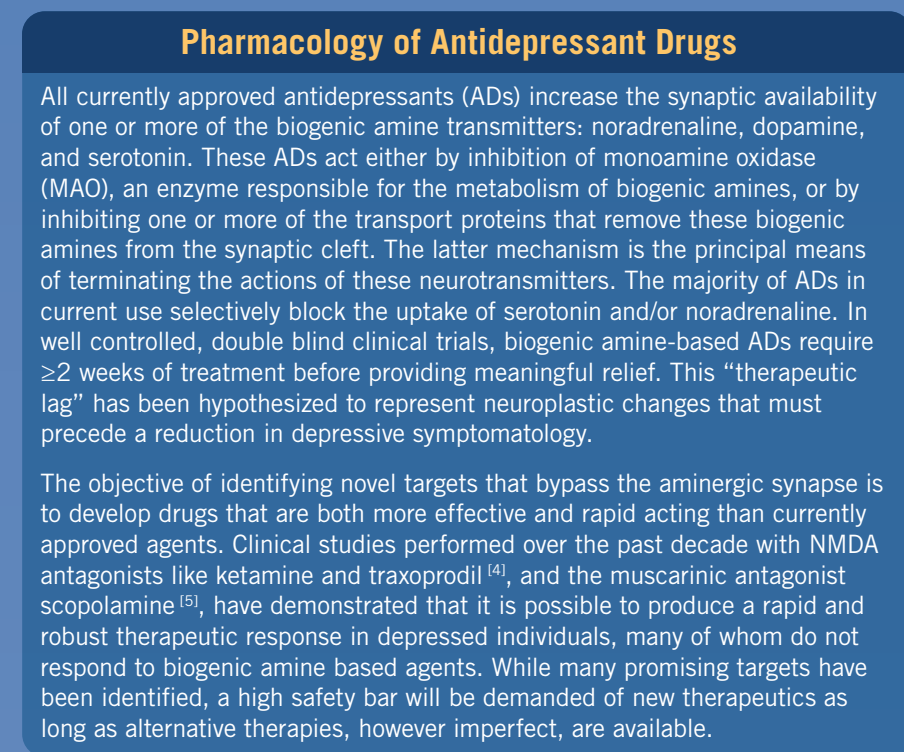 Pharmacology of Antidepressant Drugs
All currently approved antidepressants (ADs) increase the synaptic availability
of one or more of the biogenic amine transmitters: noradrenaline, dopamine,
and serotonin. These ADs act either by inhibition of monoamine oxidase
(MAO), an enzyme responsible for the metabolism of biogenic amines, or by
inhibiting one or more of the transport proteins that remove these biogenic
amines from the synaptic cleft. The latter mechanism is the principal means
of terminating the actions of these neurotransmitters. The majority of ADs in
current use selectively block the uptake of serotonin and/or noradrenaline. In
well controlled, double blind clinical trials, biogenic amine-based ADs require
≥2 weeks of treatment before providing meaningful relief. This “therapeutic
lag” has been hypothesized to represent neuroplastic changes that must
precede a reduction in depressive symptomatology.
The objective of identifying novel targets that bypass the aminergic synapse is
to develop drugs that are both more effective and rapid acting than currently
approved agents. Clinical studies performed over the past decade with NMDA
antagonists like ketamine and traxoprodil [4], and the muscarinic antagonist
scopolamine [5], have demonstrated that it is possible to produce a rapid and
robust therapeutic response in depressed individuals, many of whom do not
respond to biogenic amine based agents. While many promising targets have
been identified, a high safety bar will be demanded of new therapeutics as
long as alternative therapies, however imperfect, are available.